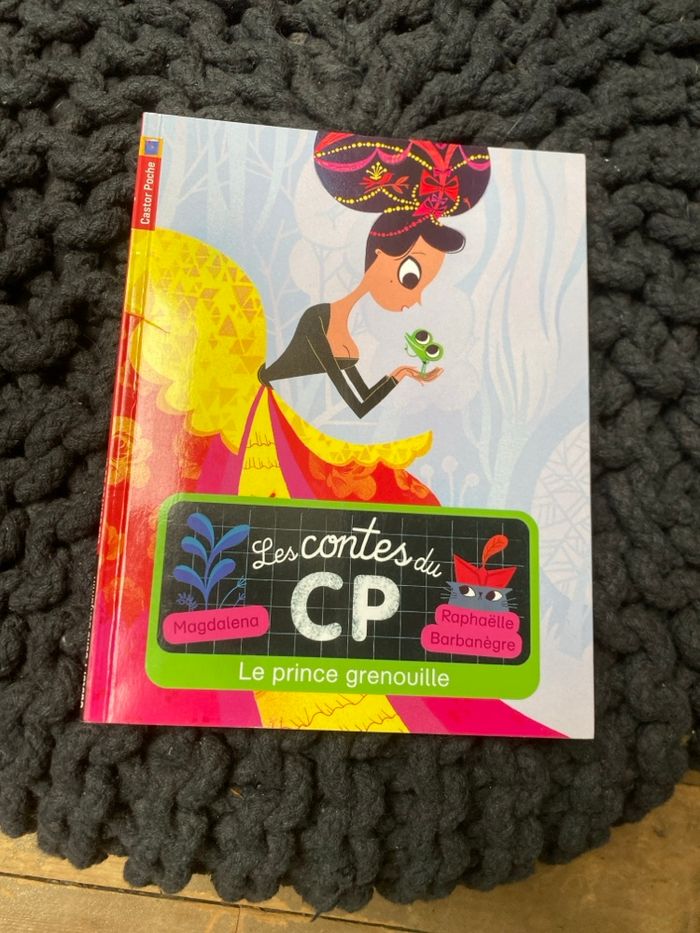 Castor Poche
Les contes du
CP
Magdalena
Raphaëlle
Barbanègre
Le prince grenouille